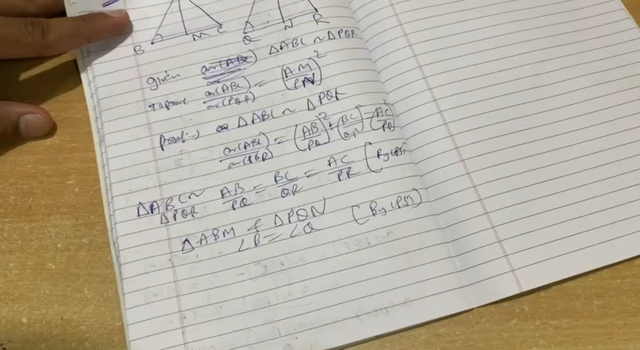 B M C Q N R
given ΔABC ~ ΔPQR
To prove ar(ABC)/ar(PQR) = (AM/PN)²
Proof:→ ΔABC ~ ΔPQR
ar(ABC)/ar(PQR) = (AB/PQ)² = (BC/QR)² = (AC/PR)²
ΔABC ~ ΔPQR AB/PQ = BC/QR = AC/PR
ΔABM & ΔPQN
∠B = ∠Q